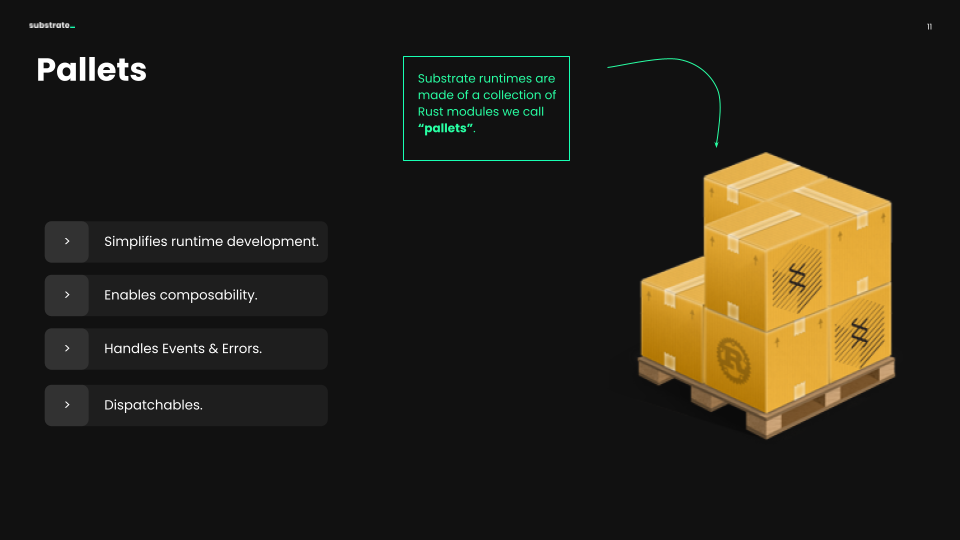 substrate_
11
Pallets
Substrate runtimes are
made of a collection of
Rust modules we call
“pallets”.
> Simplifies runtime development.
> Enables composability.
> Handles Events & Errors.
> Dispatchables.
R